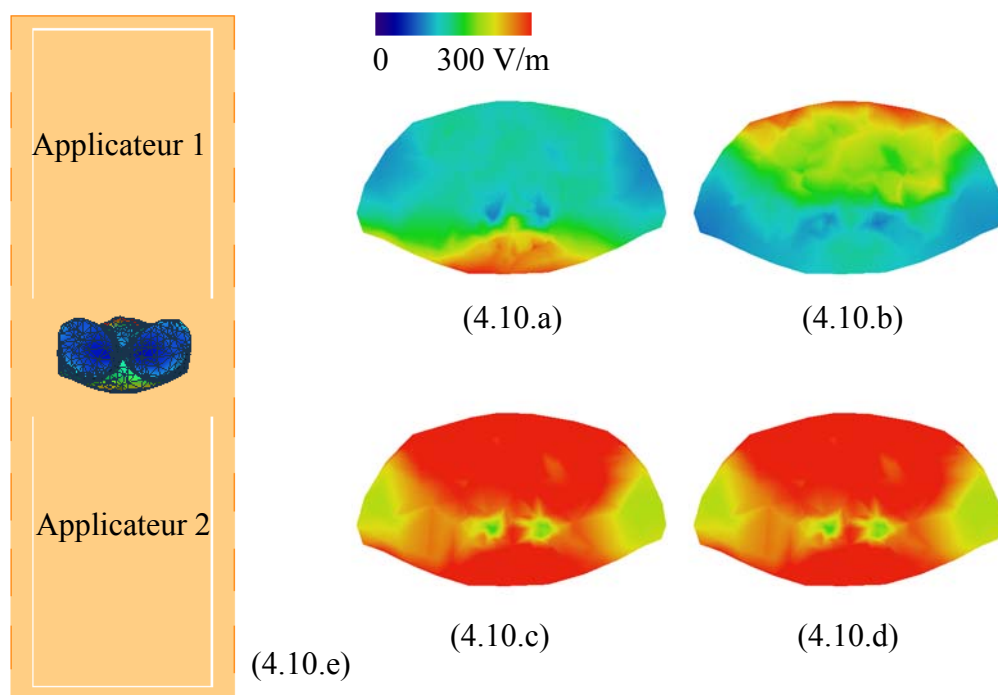 0 300 V/m
Applicateur 1
(4.10.a) (4.10.b)
Applicateur 2
(4.10.c) (4.10.d)
(4.10.e)